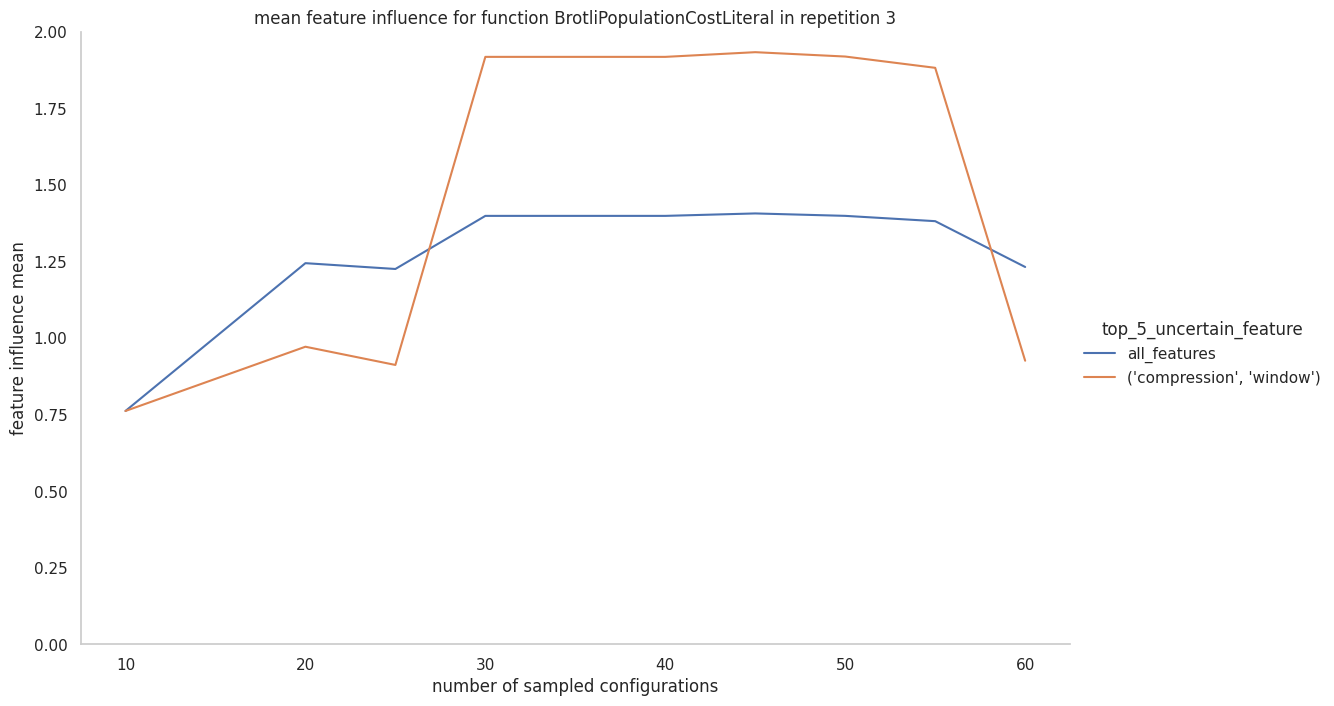 mean feature influence for function BrotliPopulationCostLiteral in repetition 3
2.00
1.75
1.50
1.25
1.00
0.75
0.50
0.25
0.00
feature influence mean
10 20 30 40 50 60
number of sampled configurations
top_5_uncertain_feature
all_features
('compression', 'window')